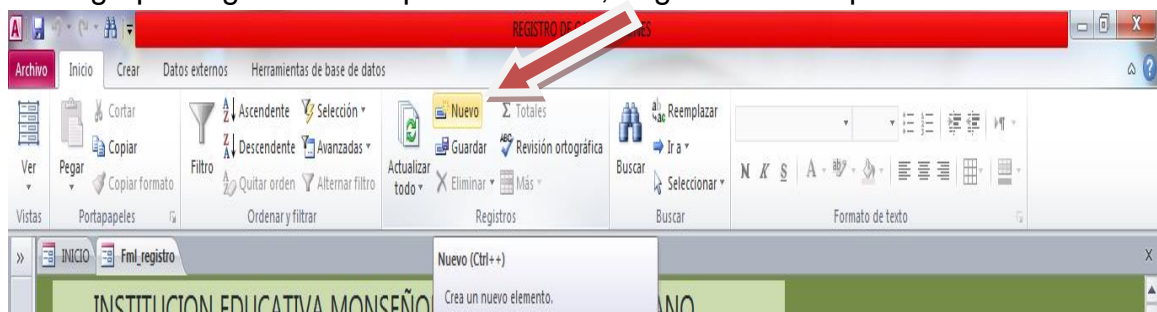 REGISTRO DE
Archivo Inicio Crear Datos externos Herramientas de base de datos
Ver
Pegar
Cortar
Copiar
Copiar formato
Filtro
Ascendente
Descendente
Quitar orden
Selección
Avanzadas
Alternar filtro
Actualizar
todo
Nuevo
Guardar
Eliminar
Totales
Revisión ortográfica
Más
Buscar
Reemplazar
Ir a
Seleccionar
N K S A
Vistas Portapapeles Ordenar y filtrar Registros Buscar Formato de texto
INICIO Fml_registro
Nuevo (Ctrl++)
Crea un nuevo elemento.
INSTITUCION EDUCATIVA